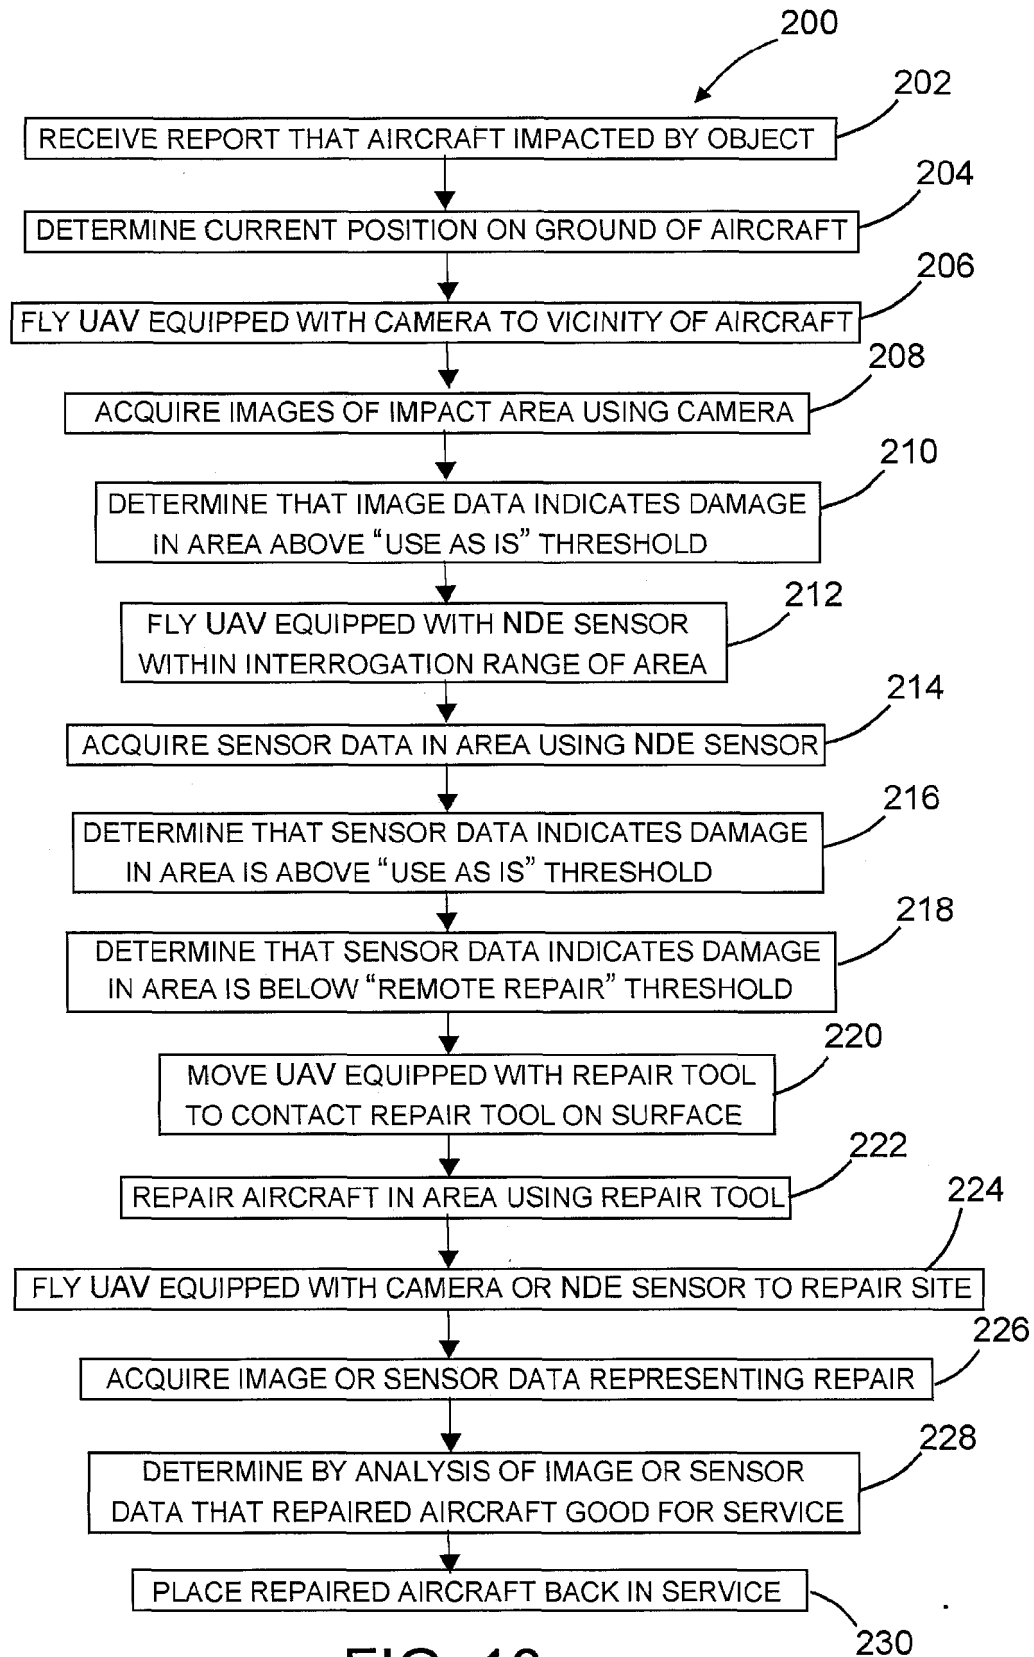 200
202
RECEIVE REPORT THAT AIRCRAFT IMPACTED BY OBJECT
204
DETERMINE CURRENT POSITION ON GROUND OF AIRCRAFT
206
FLY UAV EQUIPPED WITH CAMERA TO VICINITY OF AIRCRAFT
208
ACQUIRE IMAGES OF IMPACT AREA USING CAMERA
210
DETERMINE THAT IMAGE DATA INDICATES DAMAGE
IN AREA ABOVE “USE AS IS” THRESHOLD
212
FLY UAV EQUIPPED WITH NDE SENSOR
WITHIN INTERROGATION RANGE OF AREA
214
ACQUIRE SENSOR DATA IN AREA USING NDE SENSOR
216
DETERMINE THAT SENSOR DATA INDICATES DAMAGE
IN AREA IS ABOVE “USE AS IS” THRESHOLD
218
DETERMINE THAT SENSOR DATA INDICATES DAMAGE
IN AREA IS BELOW “REMOTE REPAIR” THRESHOLD
220
MOVE UAV EQUIPPED WITH REPAIR TOOL
TO CONTACT REPAIR TOOL ON SURFACE
222
REPAIR AIRCRAFT IN AREA USING REPAIR TOOL
224
FLY UAV EQUIPPED WITH CAMERA OR NDE SENSOR TO REPAIR SITE
226
ACQUIRE IMAGE OR SENSOR DATA REPRESENTING REPAIR
228
DETERMINE BY ANALYSIS OF IMAGE OR SENSOR
DATA THAT REPAIRED AIRCRAFT GOOD FOR SERVICE
PLACE REPAIRED AIRCRAFT BACK IN SERVICE
230
FIG.